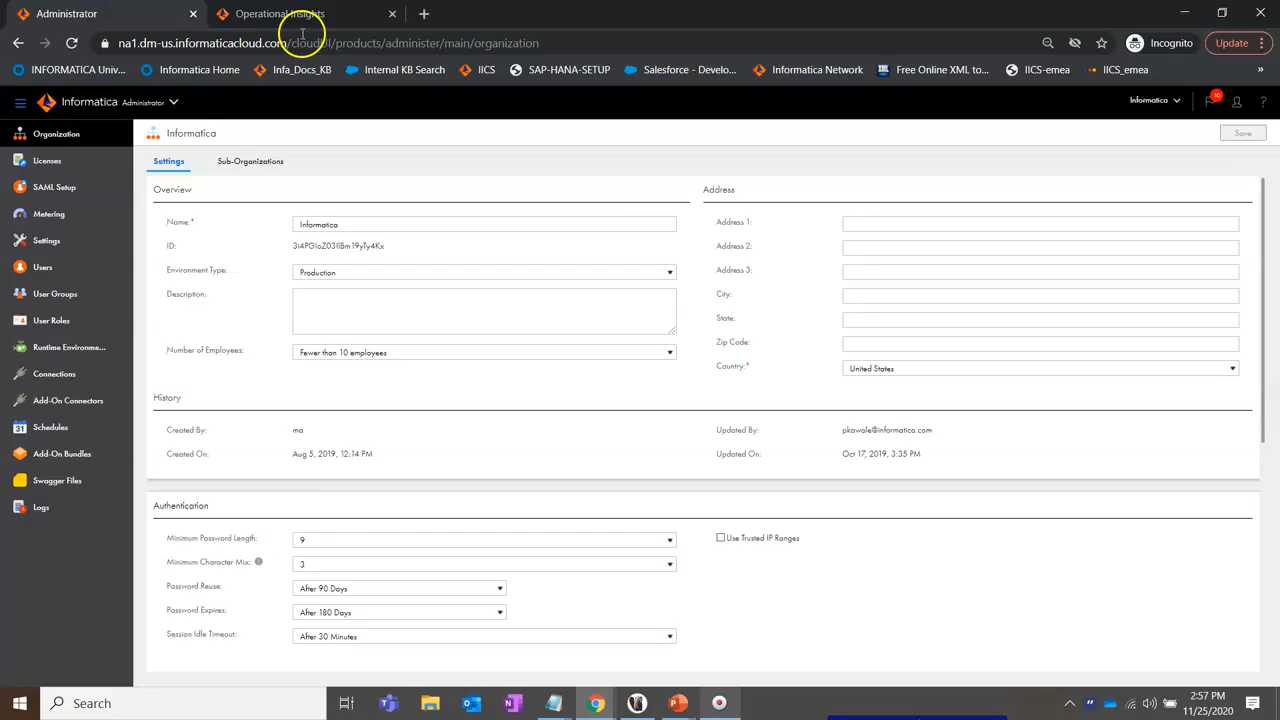 Administrator
Operational Insights
na1.dm-us.informaticacloud.com/cloudUI/products/administer/main/organization
Incognito
Update
INFORMATICA Univ...
Informatica Home
Infa_Docs_KB
Internal KB Search
IICS
SAP-HANA-SETUP
Salesforce - Develo...
Informatica Network
Free Online XML to...
IICS-emea
IICS_emea
»
Informatica Administrator
Informatica
10
?
Organization
Licenses
SAML Setup
Metering
Settings
Users
User Groups
User Roles
Runtime Environme...
Connections
Add-On Connectors
Schedules
Add-On Bundles
Swagger Files
Logs
Informatica
Save
Settings
Sub-Organizations
Overview
Name:*
Informatica
ID:
Environment Type:
Production
Description:
Number of Employees:
Fewer than 10 employees
Address
Address 1:
Address 2:
Address 3:
City:
State:
Zip Code:
Country:*
United States
History
Created By:
ma
Updated By:
pkawale@informatica.com
Created On:
Aug 5, 2019, 12:14 PM
Updated On:
Oct 17, 2019, 3:35 PM
Authentication
Minimum Password Length:
9
Use Trusted IP Ranges
Minimum Character Mix:
3
Password Reuse:
After 90 Days
Password Expires:
After 180 Days
Session Idle Timeout:
After 30 Minutes
Search
2:57 PM
11/25/2020